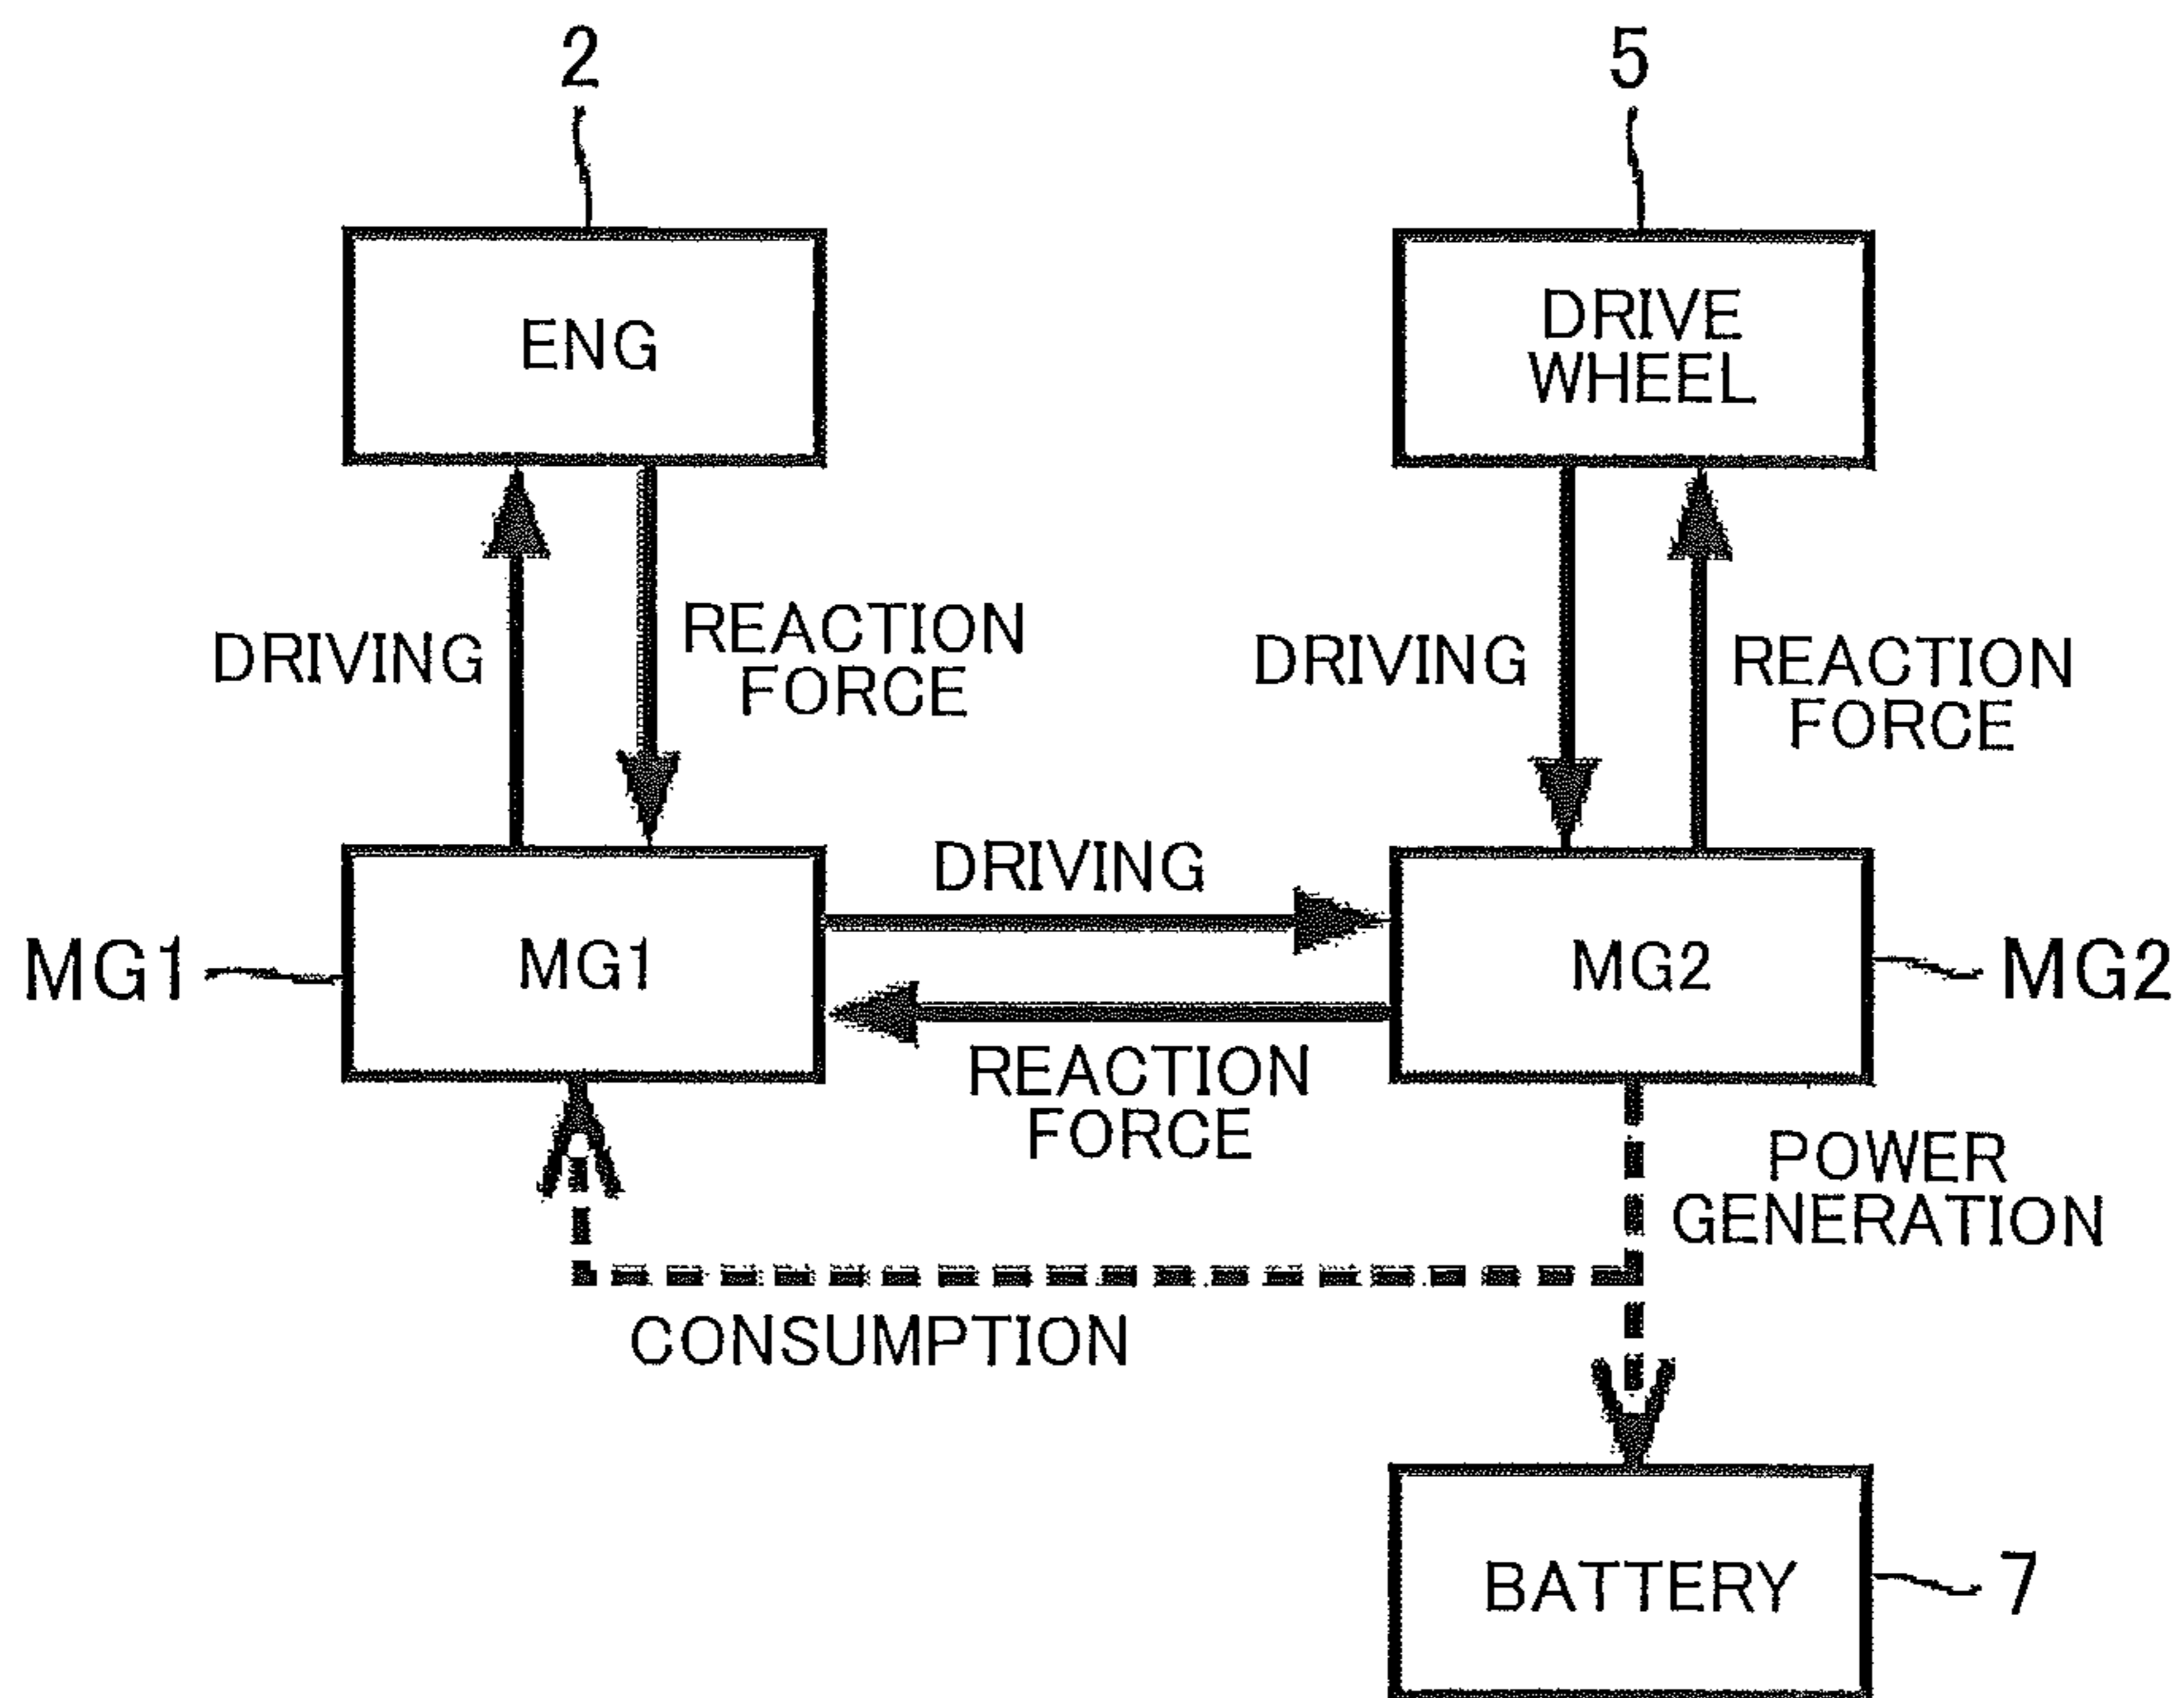 2
5
ENG
DRIVE
WHEEL
DRIVING
REACTION
FORCE
DRIVING
REACTION
FORCE
DRIVING
MG1
MG1
MG2
MG2
REACTION
FORCE
POWER
GENERATION
CONSUMPTION
BATTERY
7